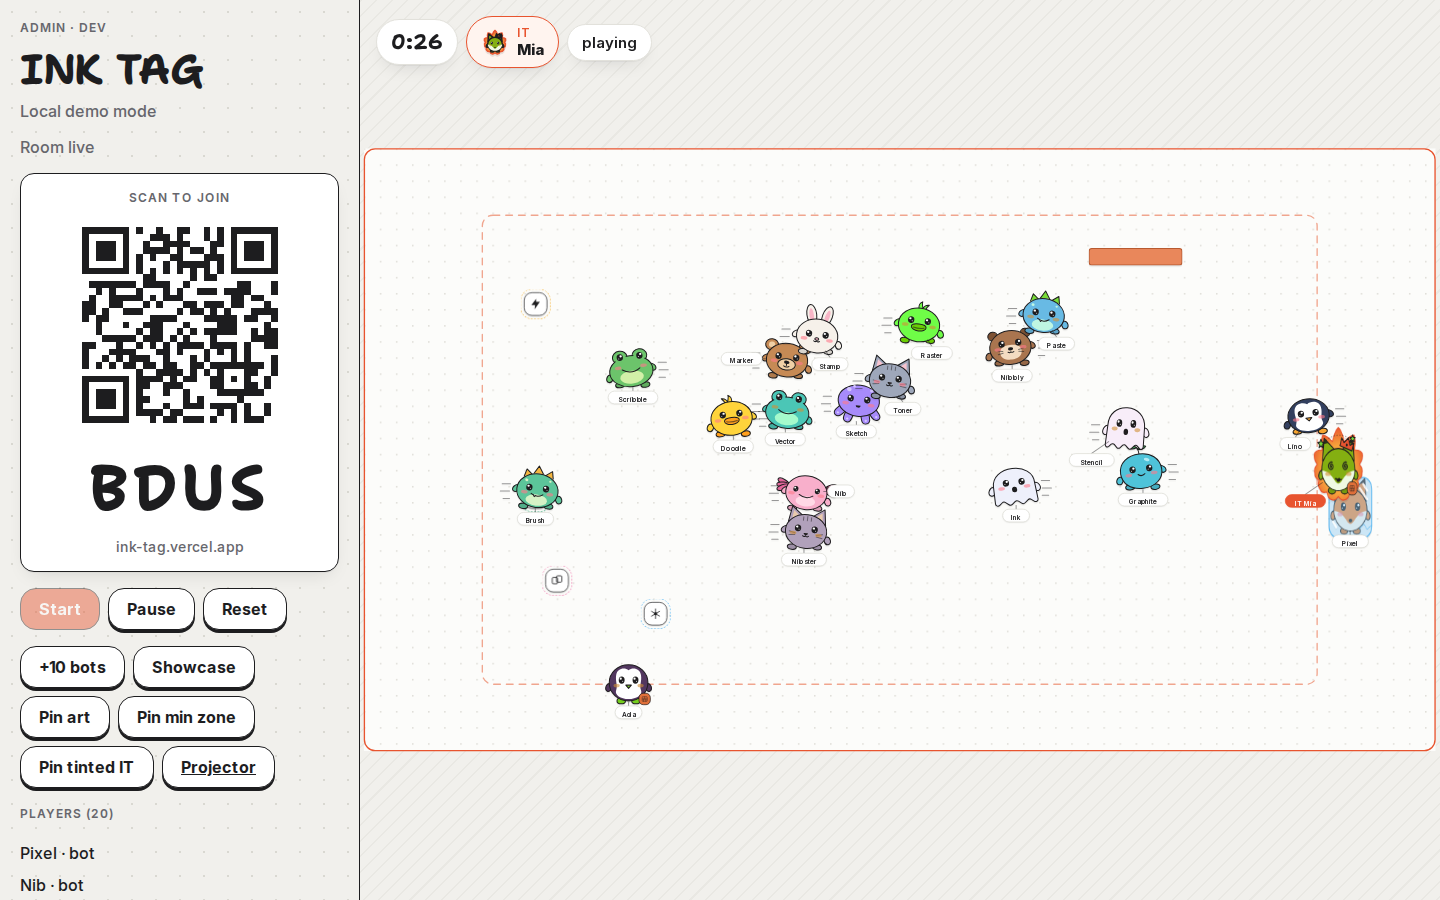 ADMIN · DEV
INK TAG
Local demo mode
Room live
SCAN TO JOIN
BDUS
ink-tag.vercel.app
Start
Pause
Reset
+10 bots
Showcase
Pin art
Pin min zone
Pin tinted IT
Projector
PLAYERS (20)
Pixel · bot
Nib · bot
0:26
IT
Mia
playing
Marker
Stamp
Raster
Paste
Nibbly
Scribble
Toner
Sketch
Doodle
Vector
Lino
Stencil
Graphite
IT Mia
Pixel
Brush
Nib
Ink
Nibster
Ada